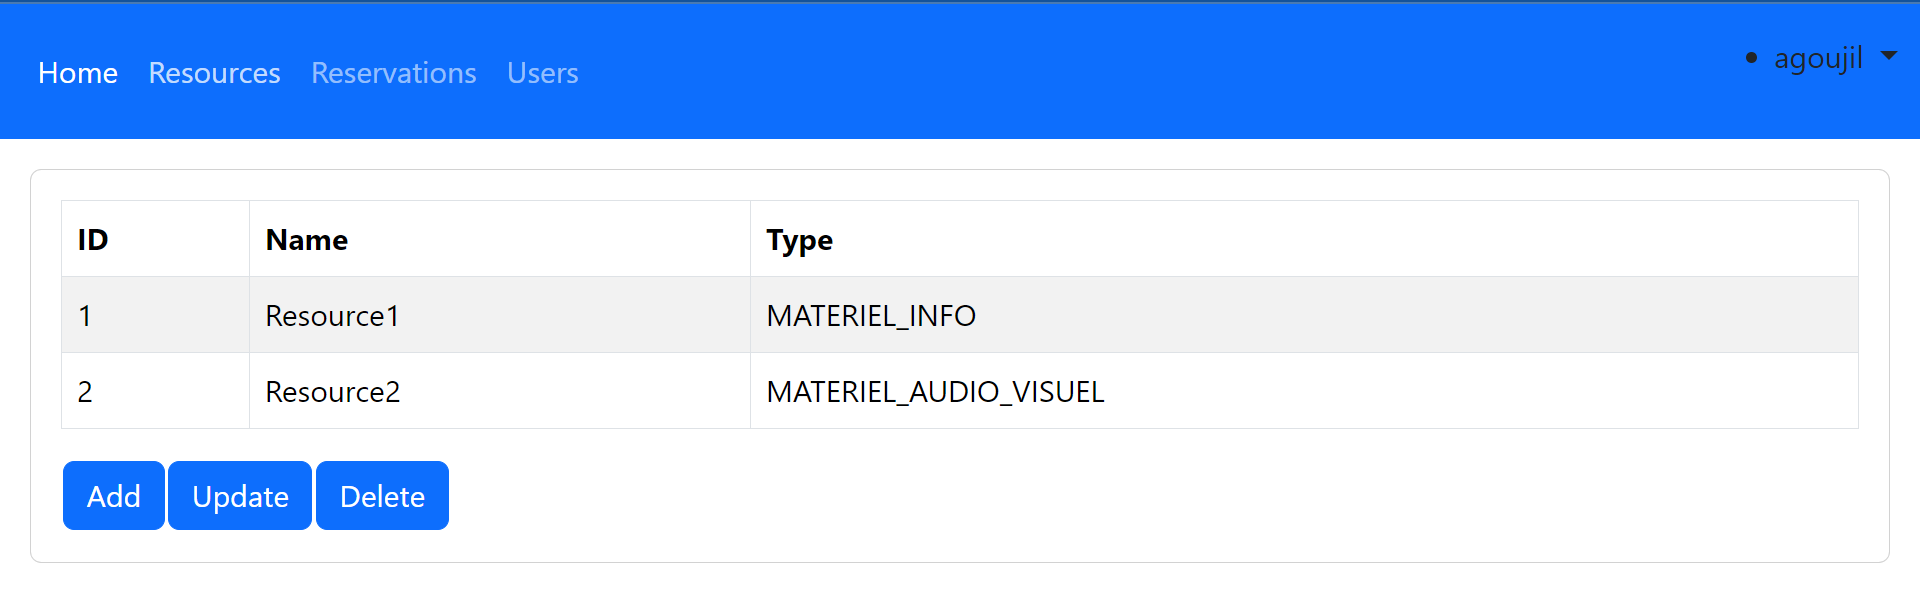 Home Resources Reservations Users agoujil
ID Name Type
1 Resource1 MATERIEL_INFO
2 Resource2 MATERIEL_AUDIO_VISUEL
Add Update Delete